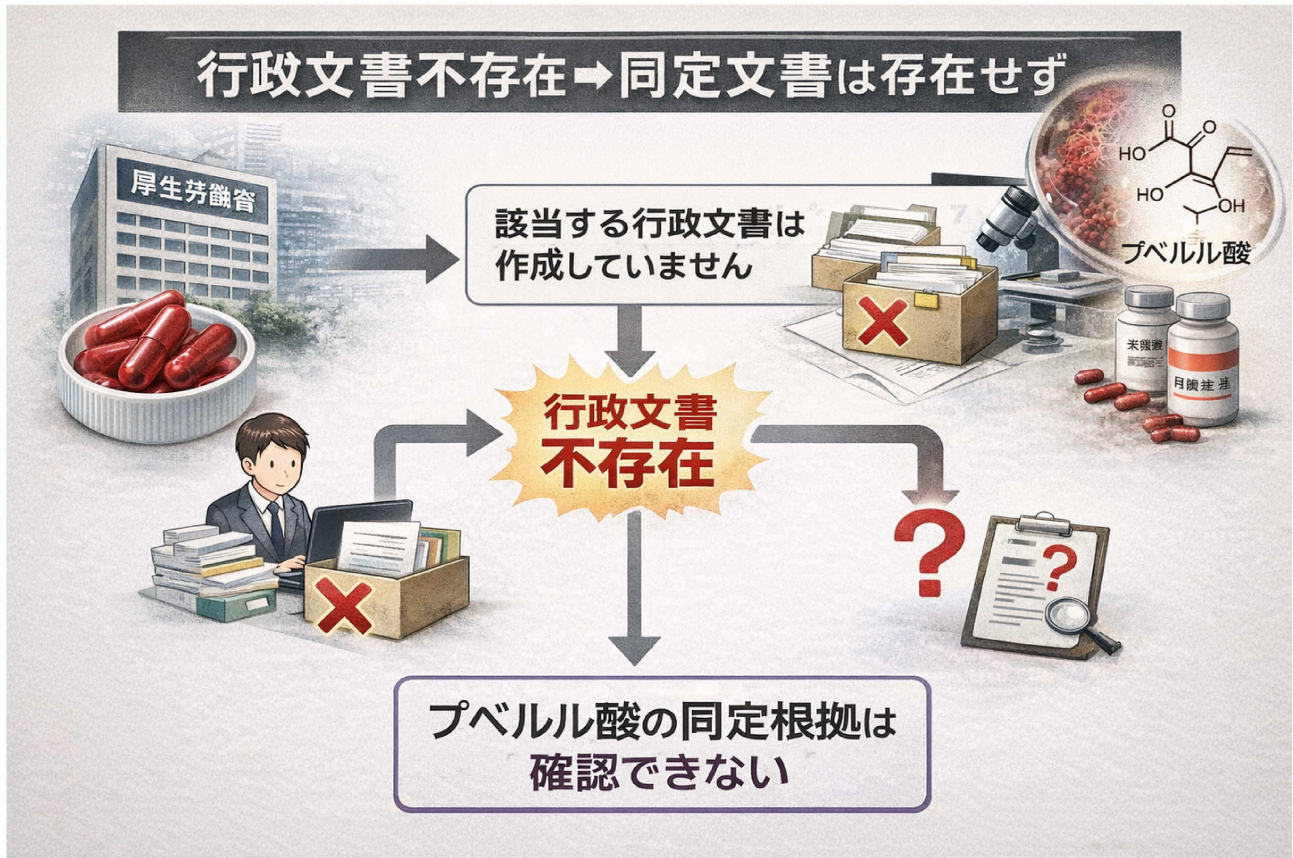 行政文書不存在➡同定文書は存在せず
該当する行政文書は
作成していません
HO
O
O
HO
OH
プベルル酸
行政文書
不存在
?
?
プベルル酸の同定根拠は
確認できない